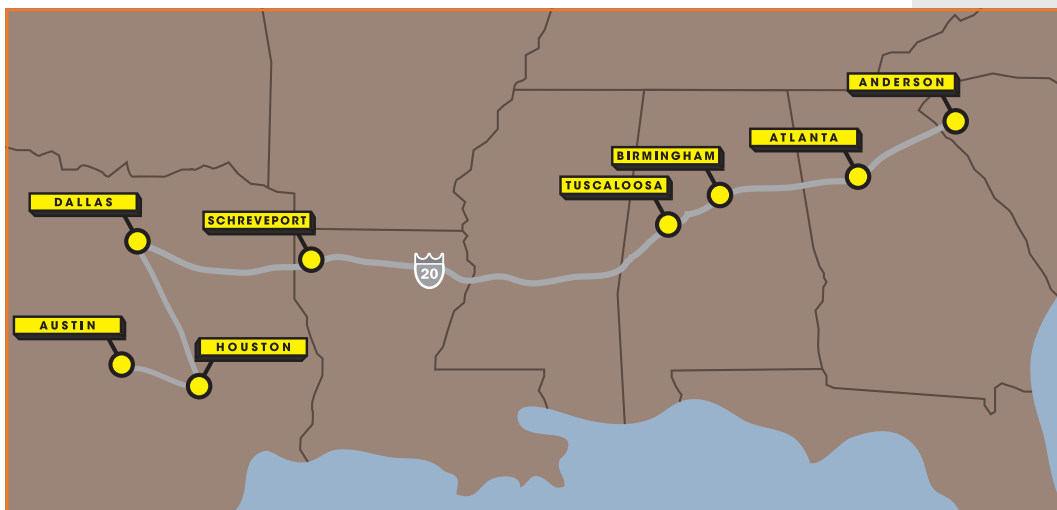 ANDERSON
ATLANTA
BIRMINGHAM
TUSCALOOSA
DALLAS
SCHREVEPORT
20
AUSTIN
HOUSTON